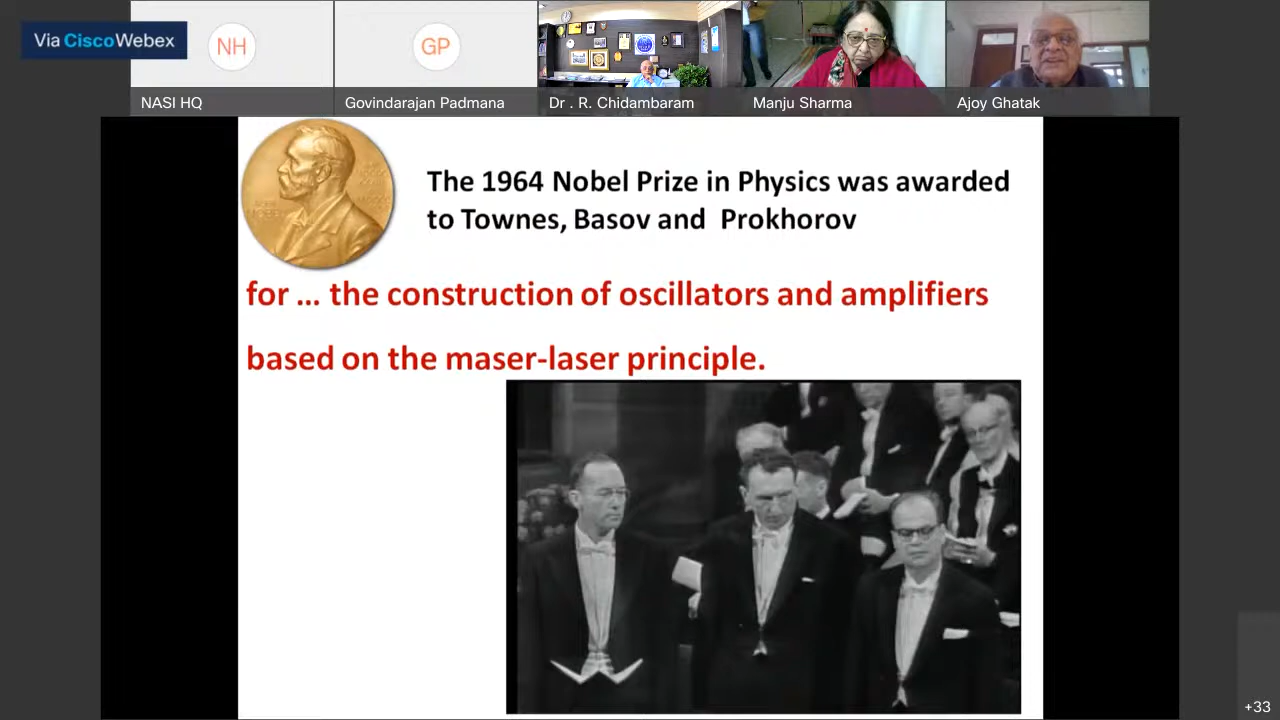 Via Cisco Webex
NH
GP
NASI HQ
Govindarajan Padmana
Dr . R. Chidambaram
Manju Sharma
Ajoy Ghatak
The 1964 Nobel Prize in Physics was awarded
to Townes, Basov and Prokhorov
for ... the construction of oscillators and amplifiers
based on the maser-laser principle.
+33